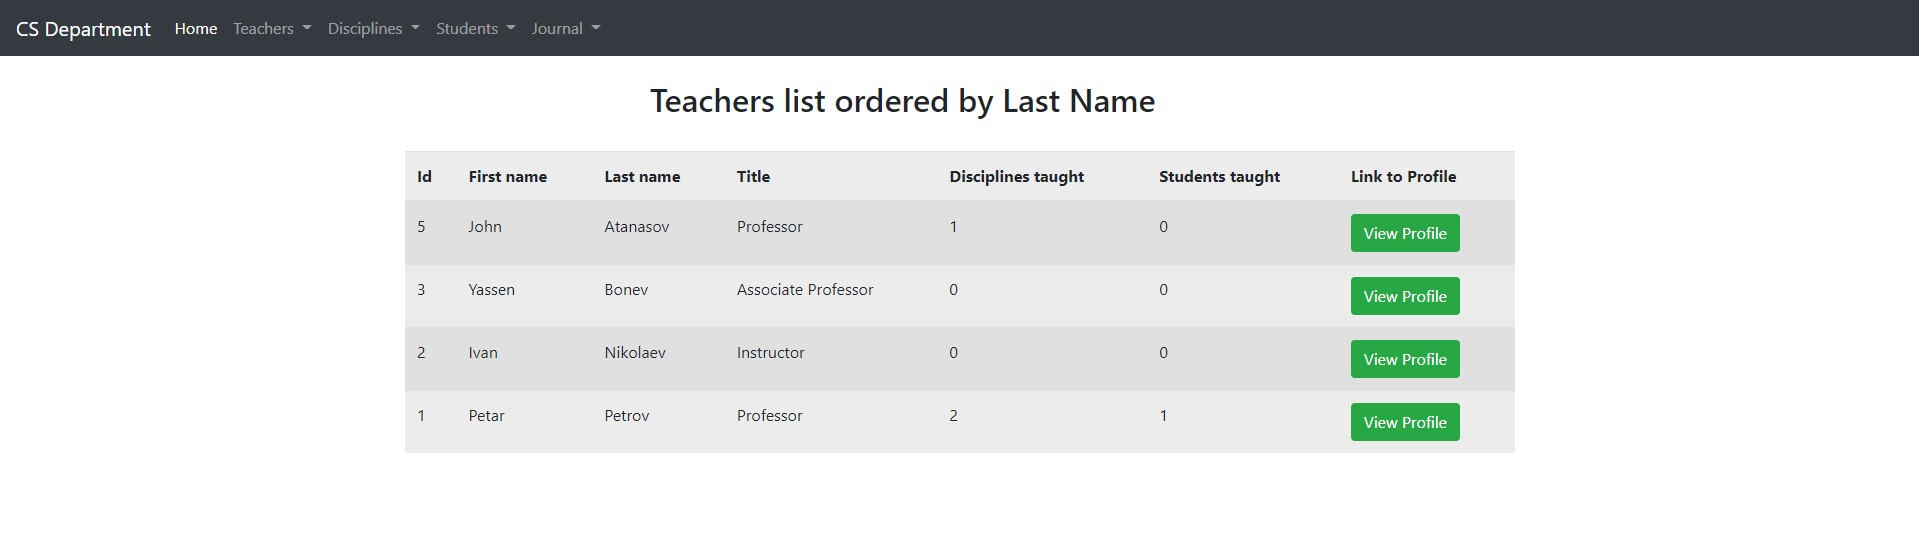 CS Department Home Teachers Disciplines Students Journal
Teachers list ordered by Last Name
Id First name Last name Title Disciplines taught Students taught Link to Profile
5 John Atanasov Professor 1 0 View Profile
3 Yassen Bonev Associate Professor 0 0 View Profile
2 Ivan Nikolaev Instructor 0 0 View Profile
1 Petar Petrov Professor 2 1 View Profile